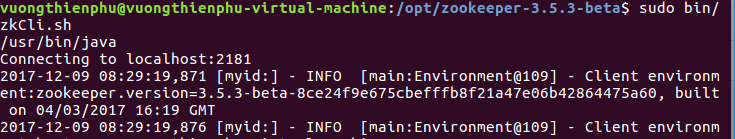 vuongthienphu@vuongthienphu-virtual-machine:/opt/zookeeper-3.5.3-beta$ sudo bin/
zkCli.sh
/usr/bin/java
Connecting to localhost:2181
2017-12-09 08:29:19,871 [myid:] - INFO  [main:Environment@109] - Client environm
ent:zookeeper.version=3.5.3-beta-8ce24f9e675cbefffb8f21a47e06b42864475a60, built
 on 04/03/2017 16:19 GMT
2017-12-09 08:29:19,876 [myid:] - INFO  [main:Environment@109] - Client environm